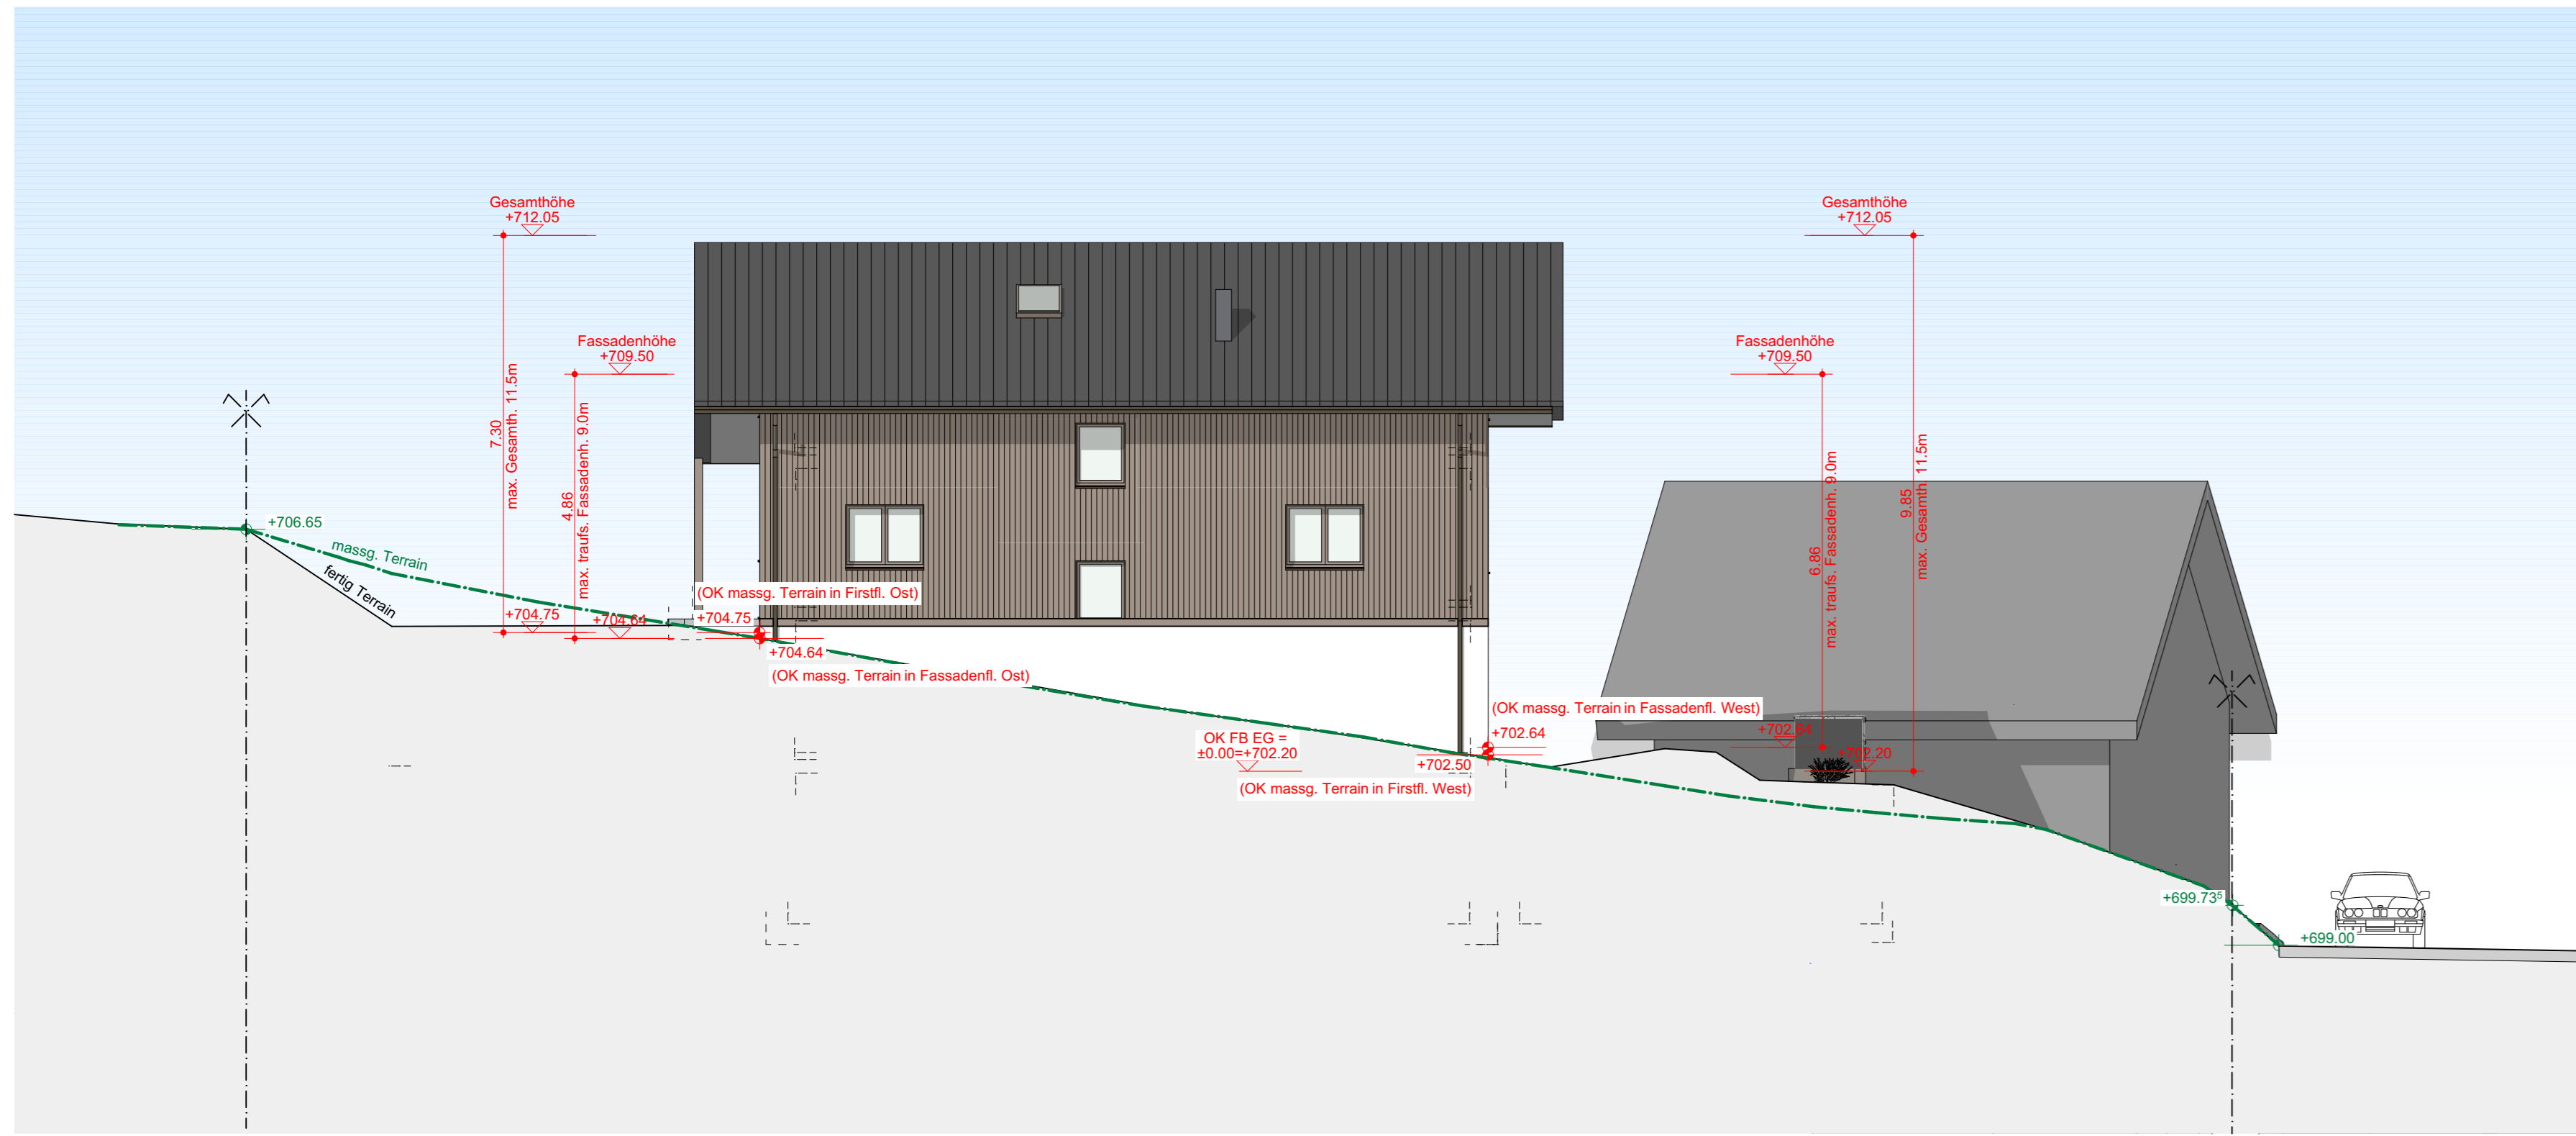 Gesamthöhe
+712.05
Gesamthöhe
+712.05
Fassadenhöhe
+709.50
Fassadenhöhe
+709.50
7.30
max. Gesamth. 11.5m
4.86
max. traufs. Fassadenh. 9.0m
6.86
max. traufs. Fassadenh. 9.0m
9.85
max. Gesamth. 11.5m
+706.65
massg. Terrain
fertig Terrain
(OK massg. Terrain in Firstfl. Ost)
+704.75
+704.64
+704.75
+704.64
(OK massg. Terrain in Fassadenfl. Ost)
(OK massg. Terrain in Fassadenfl. West)
+702.64
+702.64
OK FB EG =
±0.00=+702.20
+702.50
+702.20
(OK massg. Terrain in Firstfl. West)
+699.73⁵
+699.00